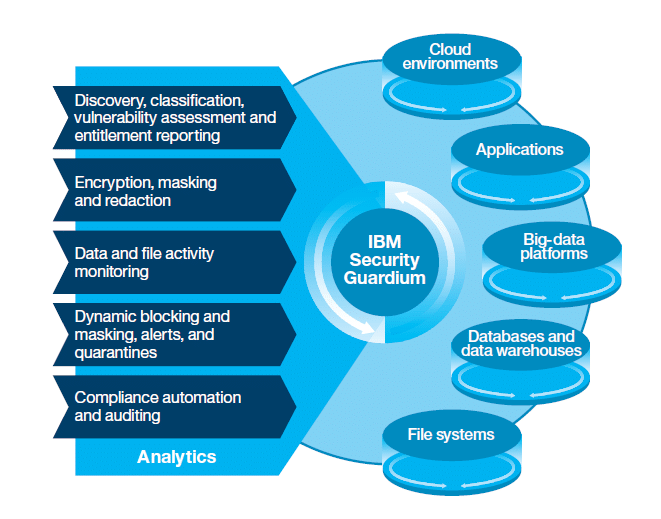 Discovery, classification,
vulnerability assessment and
entitlement reporting
Encryption, masking
and redaction
Data and file activity
monitoring
Dynamic blocking and
masking, alerts, and
quarantines
Compliance automation
and auditing
Analytics
IBM
Security
Guardium
Cloud
environments
Applications
Big-data
platforms
Databases and
data warehouses
File systems